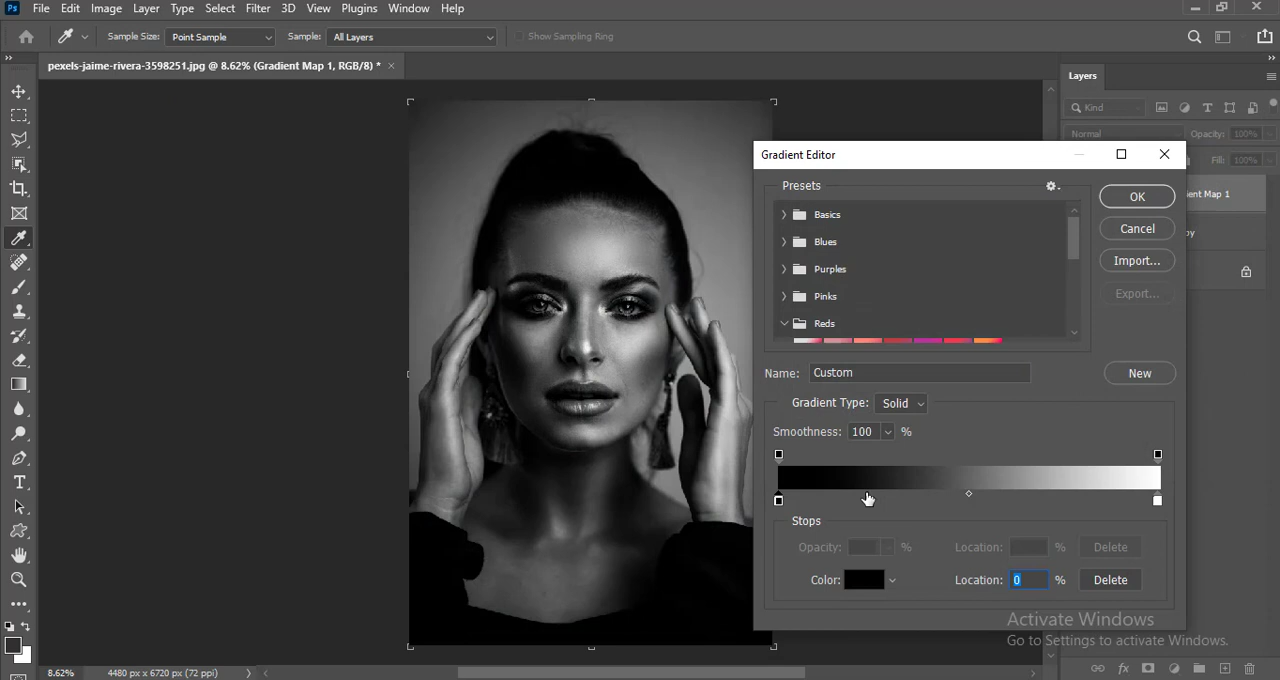 Ps File Edit Image Layer Type Select Filter 3D View Plugins Window Help
Sample Size: Point Sample Sample: All Layers Show Sampling Ring
pexels-jaime-rivera-3598251.jpg @ 8.62% (Gradient Map 1, RGB/8) * ×
Layers
Kind
Normal Opacity: 100%
Fill: 100%
ient Map 1
py
Gradient Editor
Presets
Basics
Blues
Purples
Pinks
Reds
OK
Cancel
Import...
Export...
Name: Custom New
Gradient Type: Solid
Smoothness: 100 %
Stops
Opacity: % Location: % Delete
Color: Location: 0 % Delete
Activate Windows
Go to Settings to activate Windows.
8.62% 4480 px x 6720 px (72 ppi)